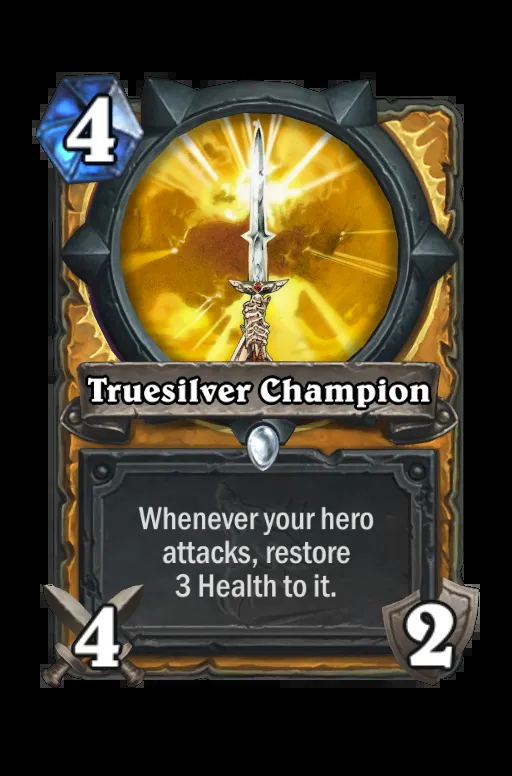 4
Truesilver Champion
Whenever your hero
attacks, restore
3 Health to it.
4
2